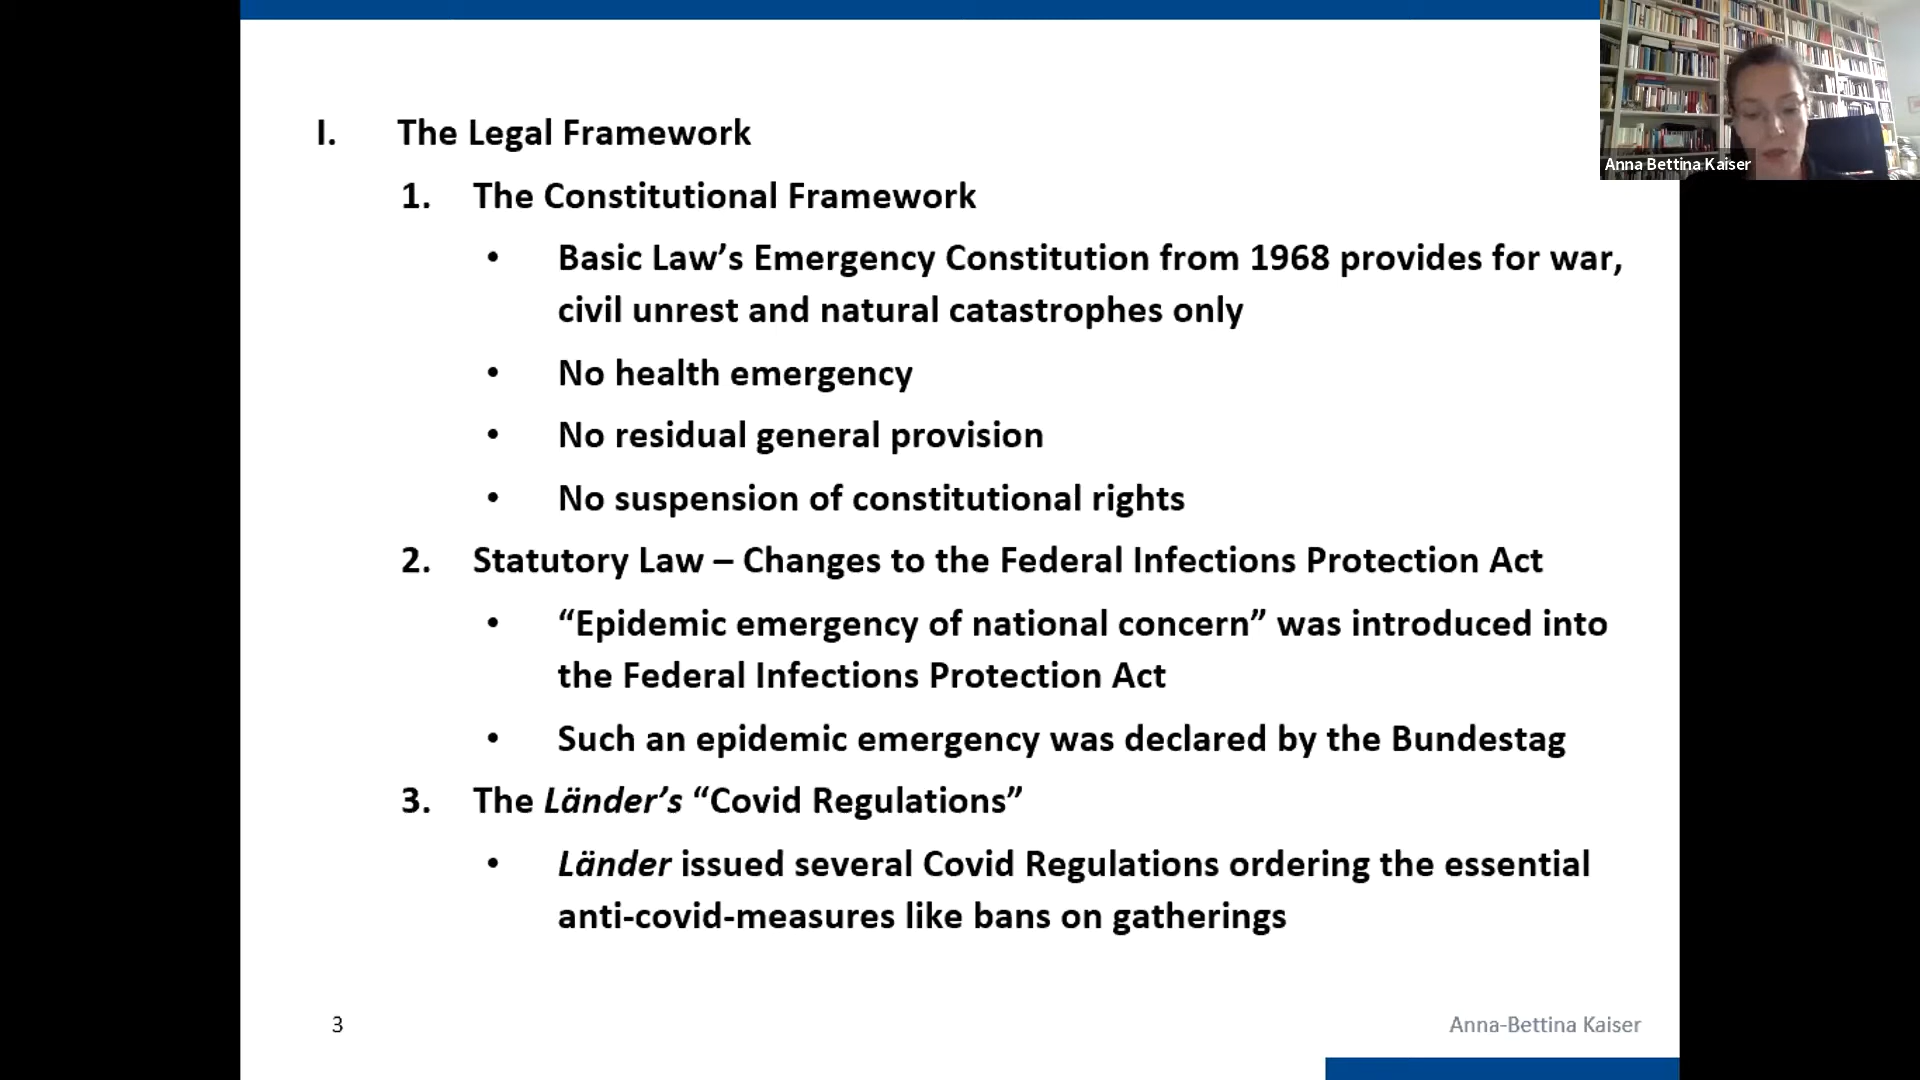 Anna Bettina Kaiser
I. The Legal Framework
1. The Constitutional Framework
• Basic Law’s Emergency Constitution from 1968 provides for war,
civil unrest and natural catastrophes only
• No health emergency
• No residual general provision
• No suspension of constitutional rights
2. Statutory Law – Changes to the Federal Infections Protection Act
• “Epidemic emergency of national concern” was introduced into
the Federal Infections Protection Act
• Such an epidemic emergency was declared by the Bundestag
3. The Länder’s “Covid Regulations”
• Länder issued several Covid Regulations ordering the essential
anti-covid-measures like bans on gatherings
3
Anna-Bettina Kaiser